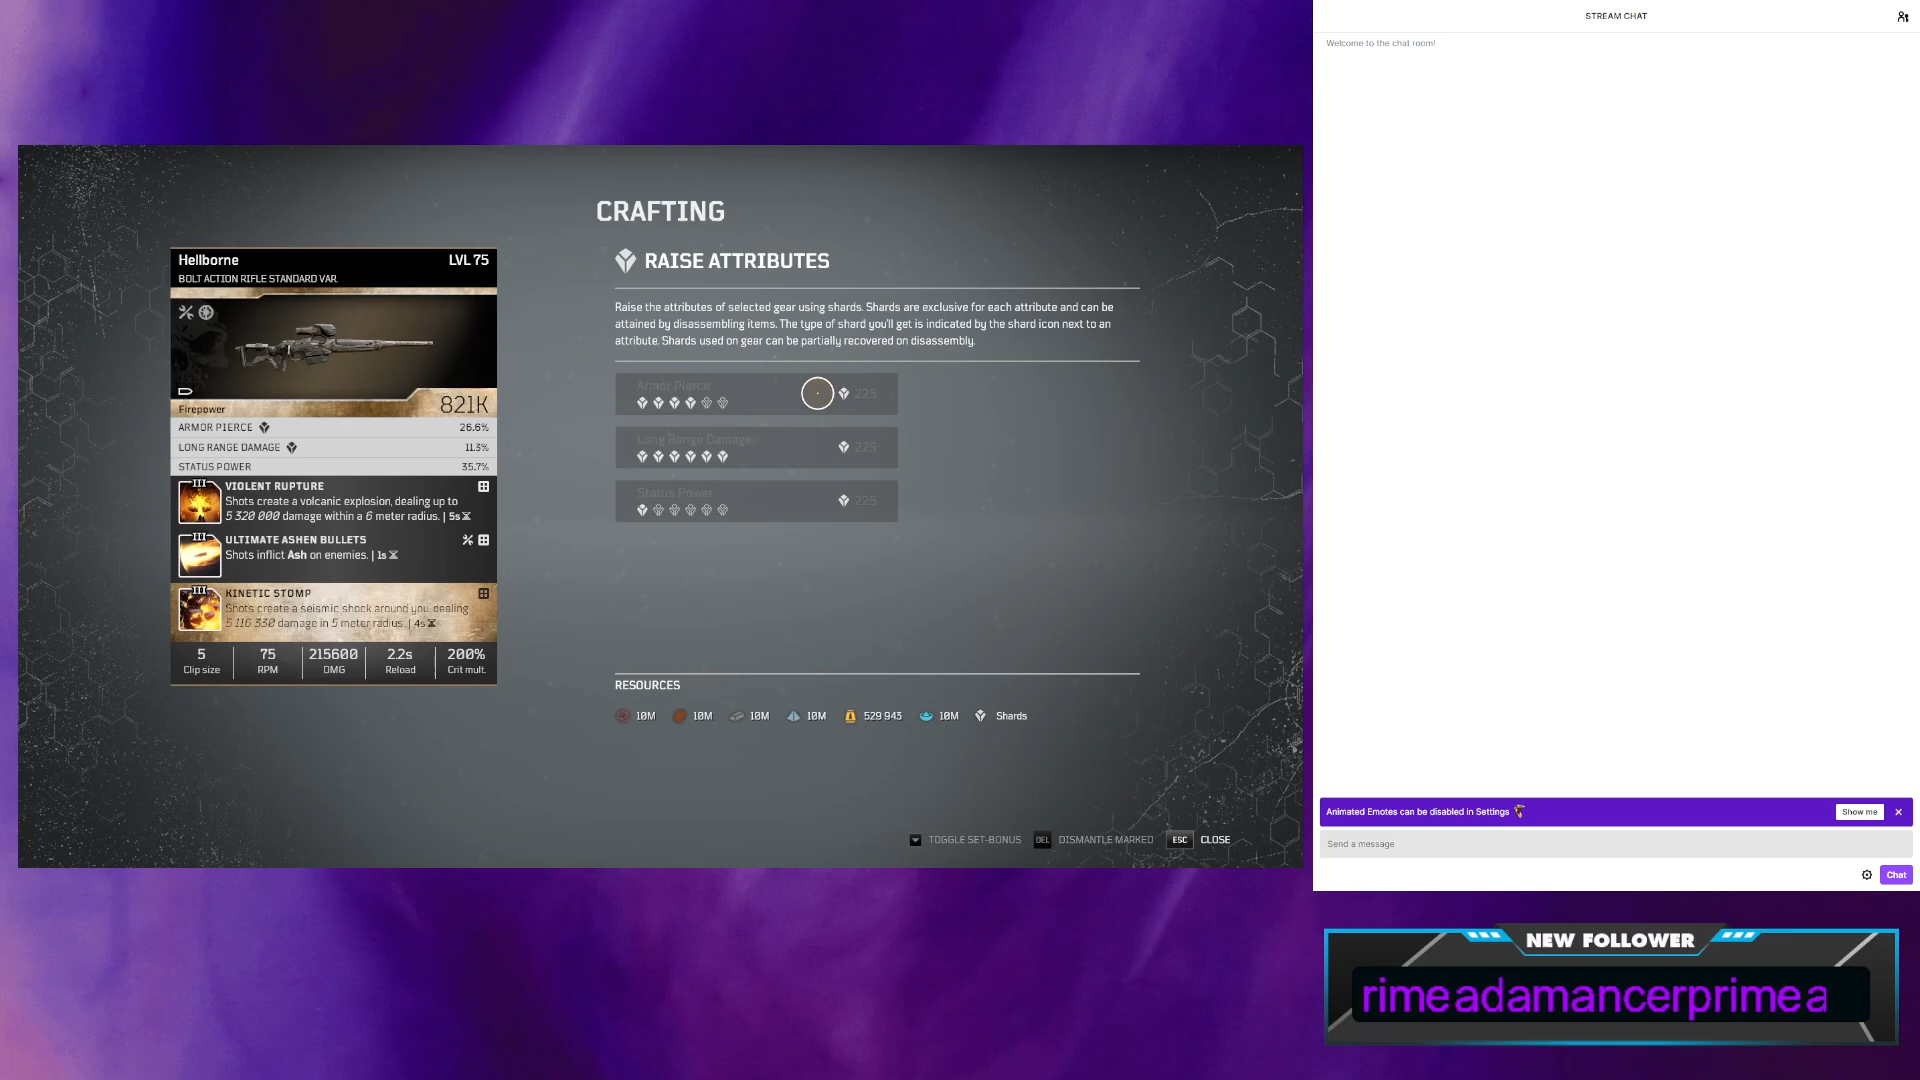 STREAM CHAT
Welcome to the chat room!
CRAFTING
RAISE ATTRIBUTES
Raise the attributes of selected gear using shards. Shards are exclusive for each attribute and can be
attained by disassembling items. The type of shard you'll get is indicated by the shard icon next to an
attribute. Shards used on gear can be partially recovered on disassembly.
Armor Pierce
225
Long Range Damage
225
Status Power
225
Hellborne
LVL 75
BOLT ACTION RIFLE STANDARD VAR.
Firepower
821K
ARMOR PIERCE
26.6%
LONG RANGE DAMAGE
11.3%
STATUS POWER
35.7%
III
VIOLENT RUPTURE
Shots create a volcanic explosion, dealing up to
5 320 000 damage within a 6 meter radius. | 5s
III
ULTIMATE ASHEN BULLETS
Shots inflict Ash on enemies. | 1s
III
KINETIC STOMP
Shots create a seismic shock around you, dealing
5 116 330 damage in 5 meter radius. | 4s
5 75 215600 2.2s 200%
Clip size RPM DMG Reload Crit mult.
RESOURCES
10M 10M 10M 10M 529 943 10M Shards
TOGGLE SET-BONUS DEL DISMANTLE MARKED ESC CLOSE
Animated Emotes can be disabled in Settings
Show me
Send a message
Chat
NEW FOLLOWER
rimeadamancerprimea